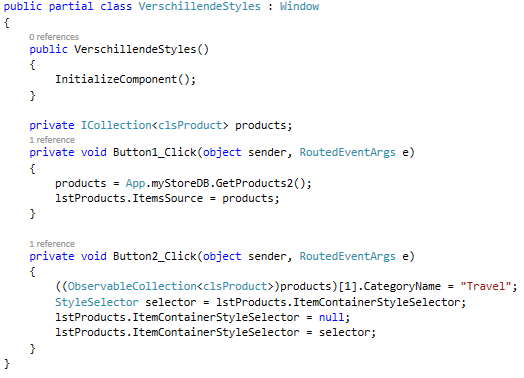 public partial class VerschillendeStyles : Window
{
0 references
public VerschillendeStyles()
{
InitializeComponent();
}
private ICollection<clsProduct> products;
1 reference
private void Button1_Click(object sender, RoutedEventArgs e)
{
products = App.myStoreDB.GetProducts2();
lstProducts.ItemsSource = products;
}
1 reference
private void Button2_Click(object sender, RoutedEventArgs e)
{
((ObservableCollection<clsProduct>)products)[1].CategoryName = "Travel";
StyleSelector selector = lstProducts.ItemContainerStyleSelector;
lstProducts.ItemContainerStyleSelector = null;
lstProducts.ItemContainerStyleSelector = selector;
}
}